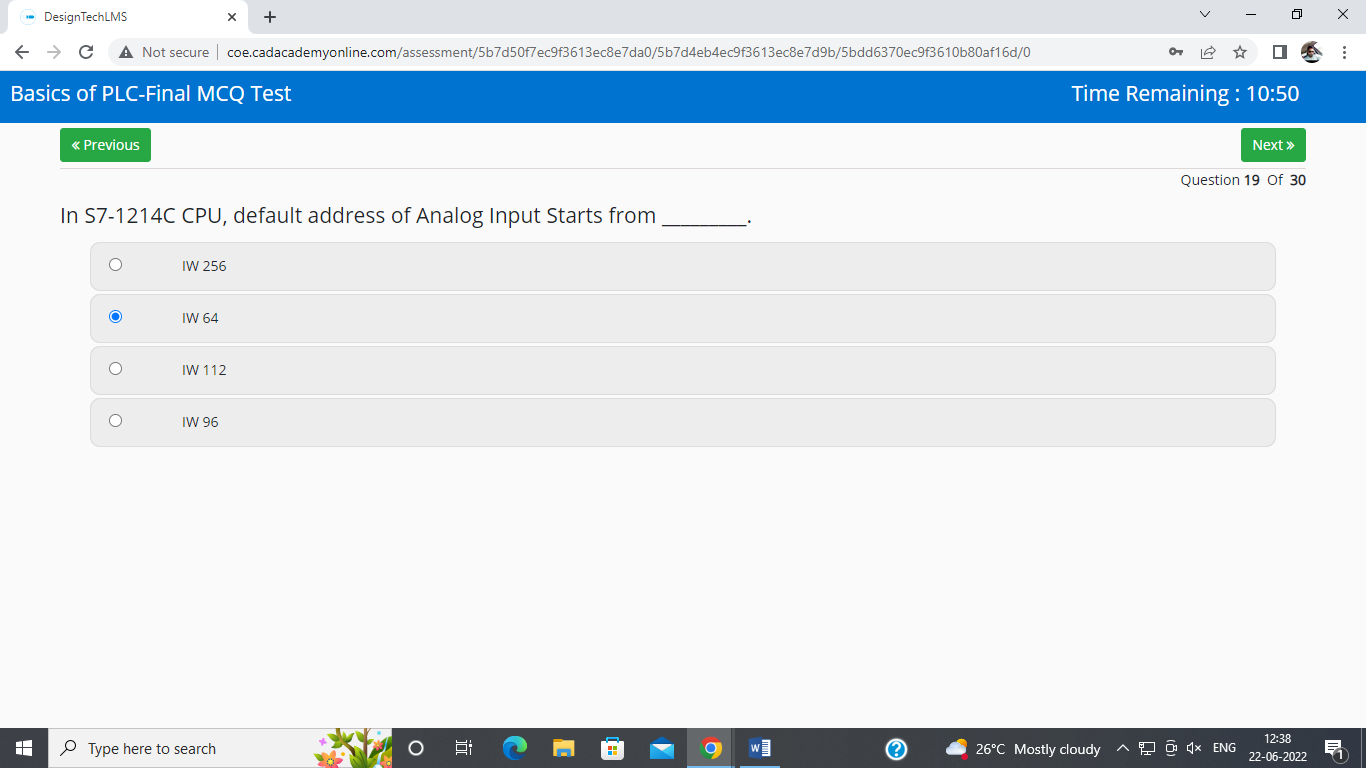 DesignTechLMS
Not secure
coe.cadacademyonline.com/assessment/5b7d50f7ec9f3613ec8e7da0/5b7d4eb4ec9f3613ec8e7d9b/5bdd6370ec9f3610b80af16d/0
Basics of PLC-Final MCQ Test
Time Remaining : 10:50
« Previous
Next »
Question 19 Of 30
In S7-1214C CPU, default address of Analog Input Starts from _________.
IW 256
IW 64
IW 112
IW 96
Type here to search
26°C Mostly cloudy
ENG
12:38
22-06-2022
1